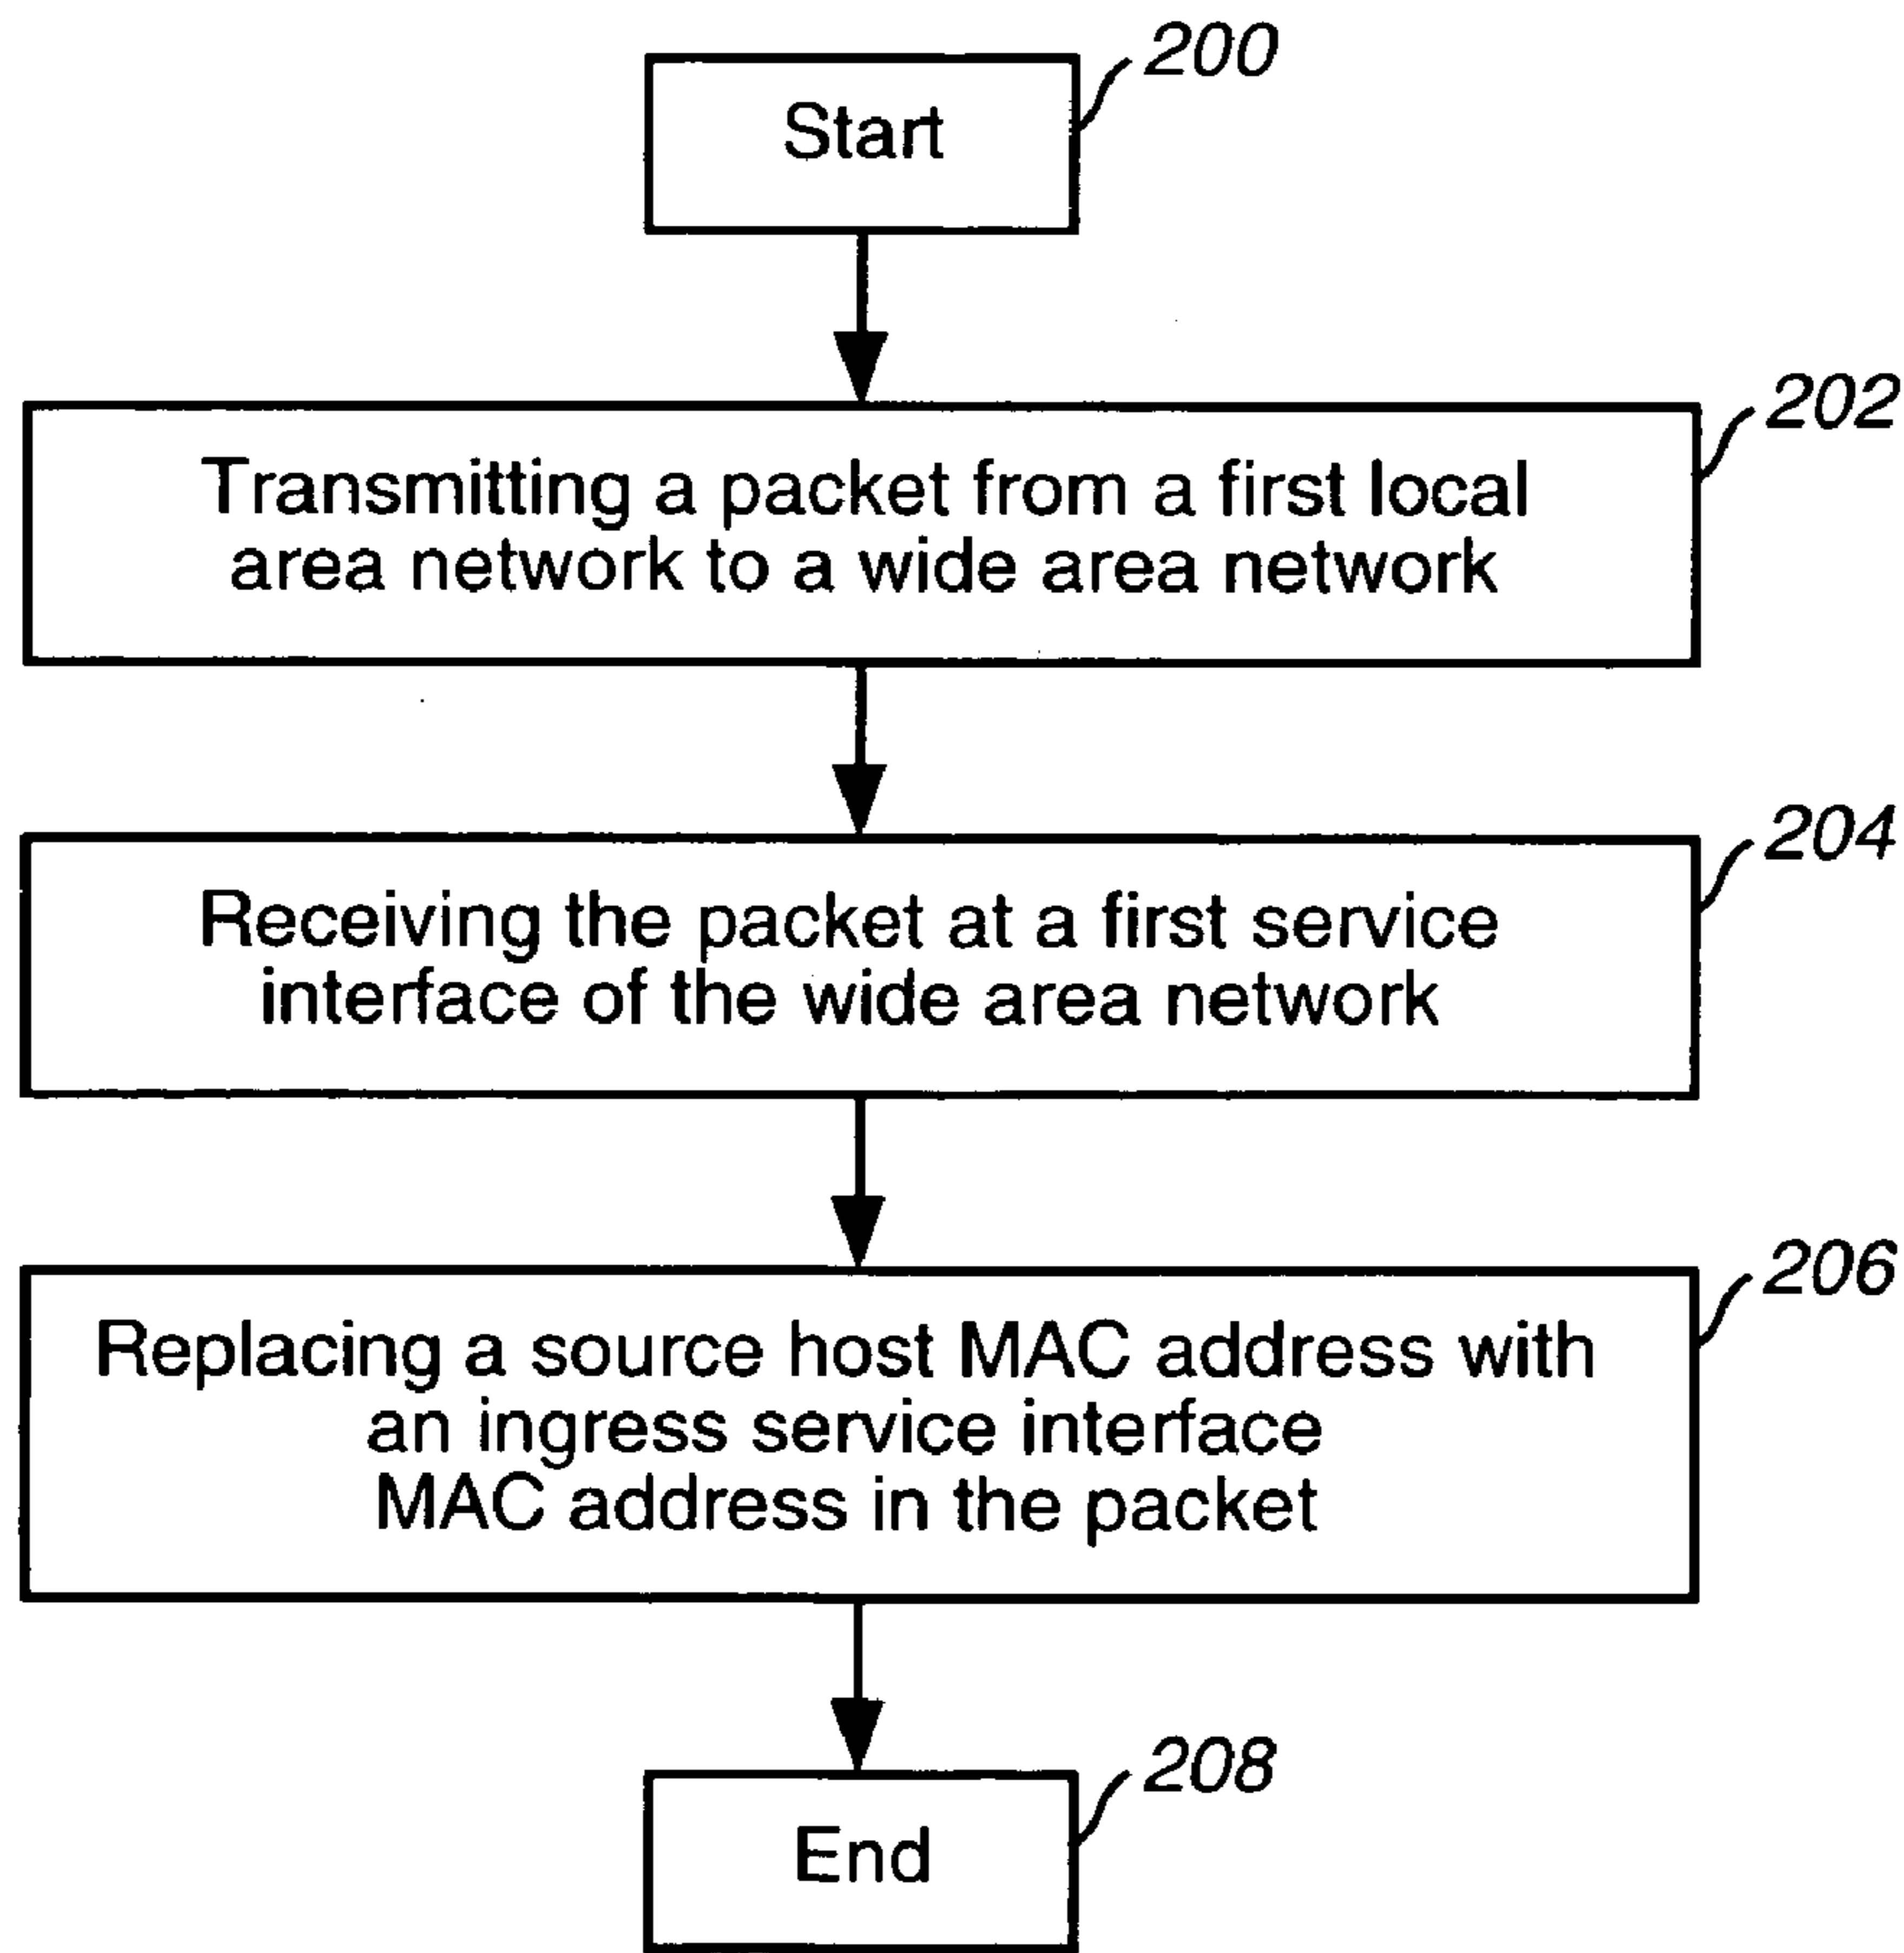 200
Start
202
Transmitting a packet from a first local
area network to a wide area network
204
Receiving the packet at a first service
interface of the wide area network
206
Replacing a source host MAC address with
an ingress service interface
MAC address in the packet
208
End